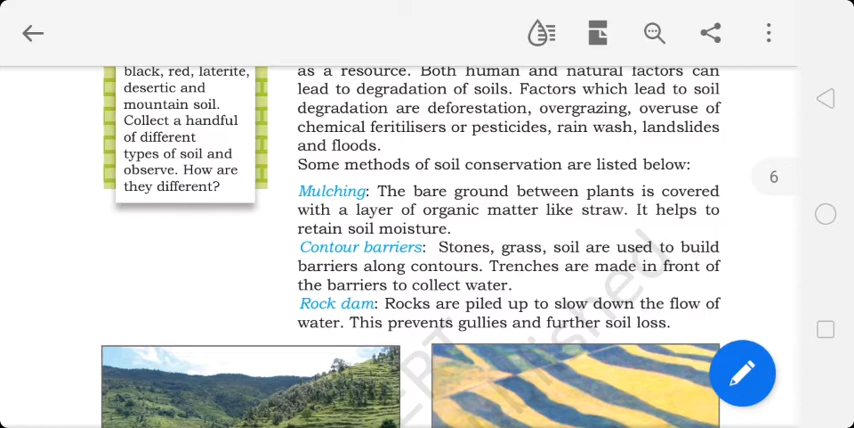 black, red, laterite,
desertic and
mountain soil.
Collect a handful
of different
types of soil and
observe. How are
they different?
as a resource. Both human and natural factors can
lead to degradation of soils. Factors which lead to soil
degradation are deforestation, overgrazing, overuse of
chemical feritilisers or pesticides, rain wash, landslides
and floods.
Some methods of soil conservation are listed below:
Mulching: The bare ground between plants is covered
with a layer of organic matter like straw. It helps to
retain soil moisture.
Contour barriers: Stones, grass, soil are used to build
barriers along contours. Trenches are made in front of
the barriers to collect water.
Rock dam: Rocks are piled up to slow down the flow of
water. This prevents gullies and further soil loss.
6